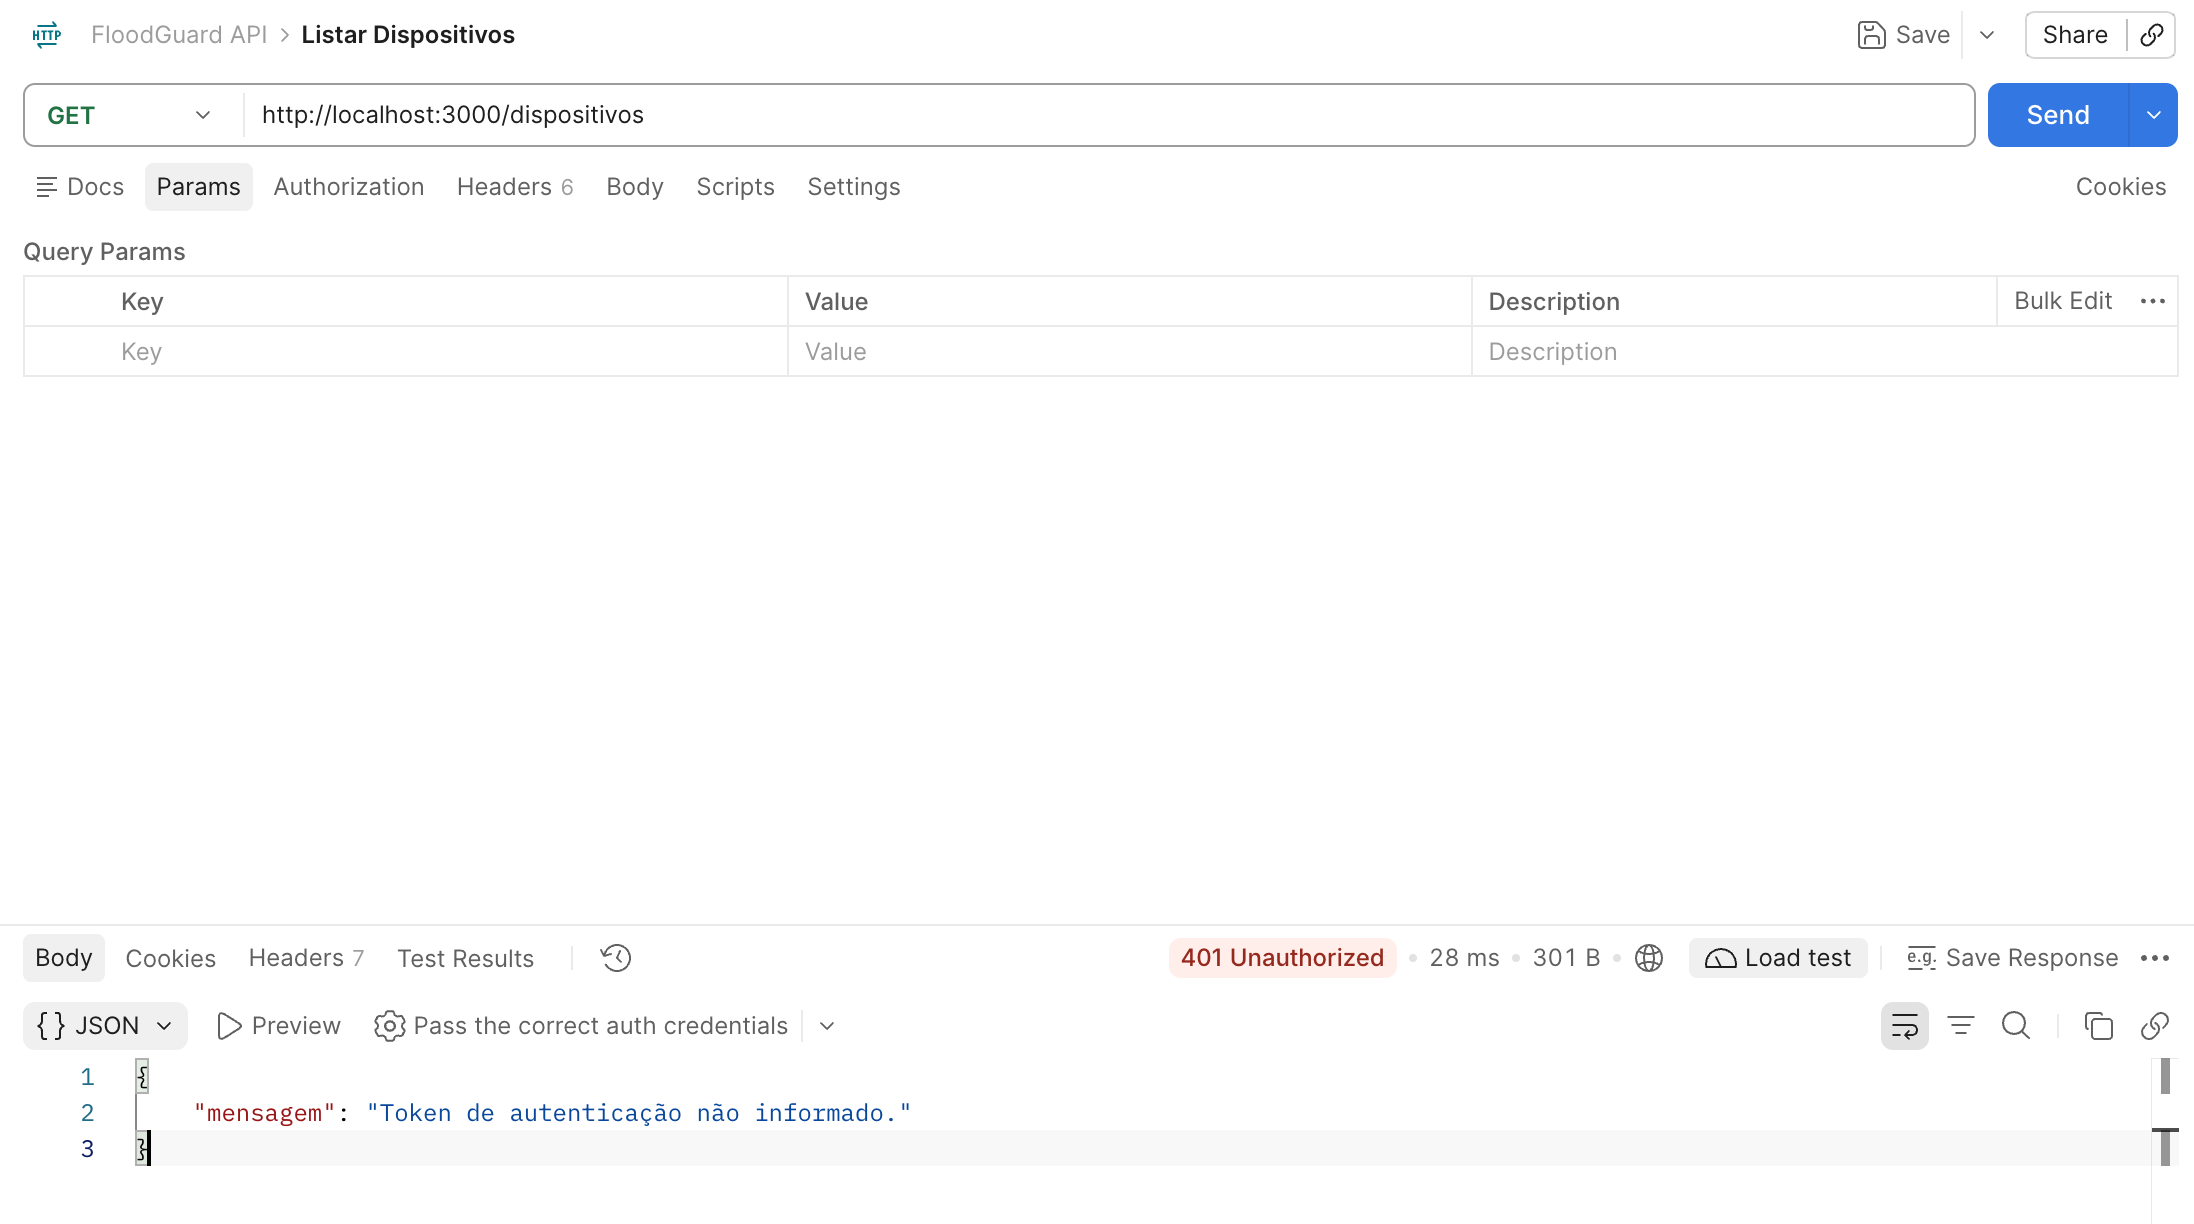 HTTP FloodGuard API > Listar Dispositivos Save Share
GET http://localhost:3000/dispositivos Send
Docs Params Authorization Headers 6 Body Scripts Settings Cookies
Query Params
Key Value Description Bulk Edit
Key Value Description
Body Cookies Headers 7 Test Results 401 Unauthorized • 28 ms • 301 B • Load test e.g. Save Response
{ } JSON Preview Pass the correct auth credentials
1 {
2 "mensagem": "Token de autenticação não informado."
3 }